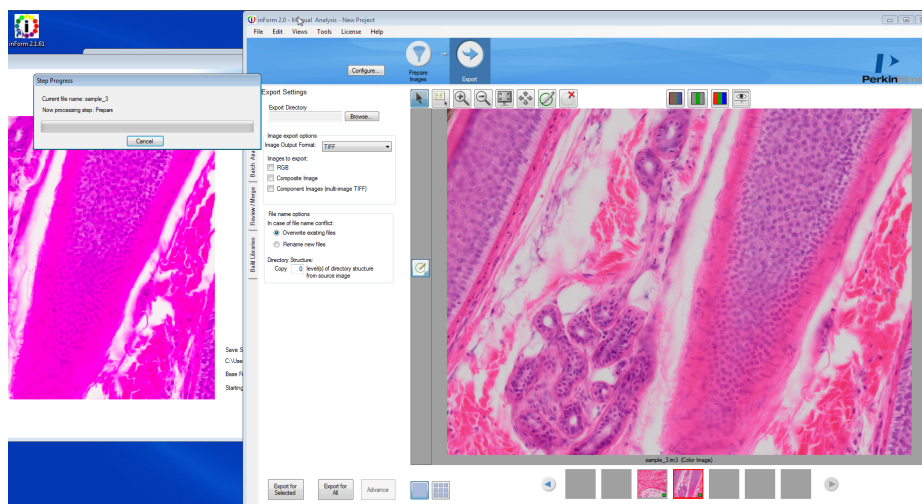 inForm 2.0 - Manual Analysis - New Project
File Edit Views Tools License Help
inForm 2.1.61
Configure...
Prepare
Images
Export
PerkinElmer
Step Progress
Current file name: sample_3
Now processing step: Prepare
Cancel
Export Settings
Export Directory
Browse...
Image export options
Image Output Format: TIFF
Images to export:
RGB
Composite Image
Component Images (multi-image TIFF)
File name options
In case of file name conflict:
Overwrite existing files
Rename new files
Directory Structure:
Copy 0 level(s) of directory structure
from source image
Review/Merge
Build Libraries
Save S
C:\Use
Base Fi
Starting
sample_3.im3 (Color Image)
Export for
Selected
Export for
All
Advance